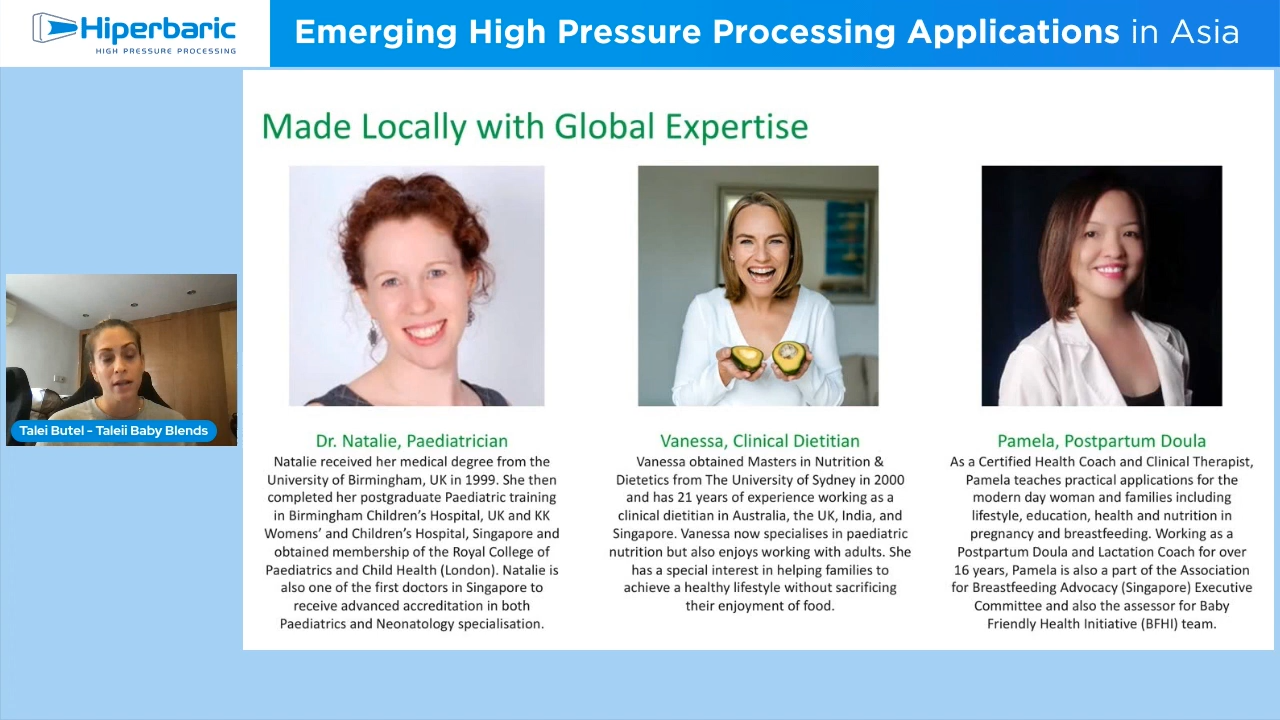 Hiperbaric
HIGH PRESSURE PROCESSING
Emerging High Pressure Processing Applications in Asia
Made Locally with Global Expertise
Talei Butel - Taleii Baby Blends
Dr. Natalie, Paediatrician
Natalie received her medical degree from the
University of Birmingham, UK in 1999. She then
completed her postgraduate Paediatric training
in Birmingham Children’s Hospital, UK and KK
Womens’ and Children’s Hospital, Singapore and
obtained membership of the Royal College of
Paediatrics and Child Health (London). Natalie is
also one of the first doctors in Singapore to
receive advanced accreditation in both
Paediatrics and Neonatology specialisation.
Vanessa, Clinical Dietitian
Vanessa obtained Masters in Nutrition &
Dietetics from The University of Sydney in 2000
and has 21 years of experience working as a
clinical dietitian in Australia, the UK, India, and
Singapore. Vanessa now specialises in paediatric
nutrition but also enjoys working with adults. She
has a special interest in helping families to
achieve a healthy lifestyle without sacrificing
their enjoyment of food.
Pamela, Postpartum Doula
As a Certified Health Coach and Clinical Therapist,
Pamela teaches practical applications for the
modern day woman and families including
lifestyle, education, health and nutrition in
pregnancy and breastfeeding. Working as a
Postpartum Doula and Lactation Coach for over
16 years, Pamela is also a part of the Association
for Breastfeeding Advocacy (Singapore) Executive
Committee and also the assessor for Baby
Friendly Health Initiative (BFHI) team.